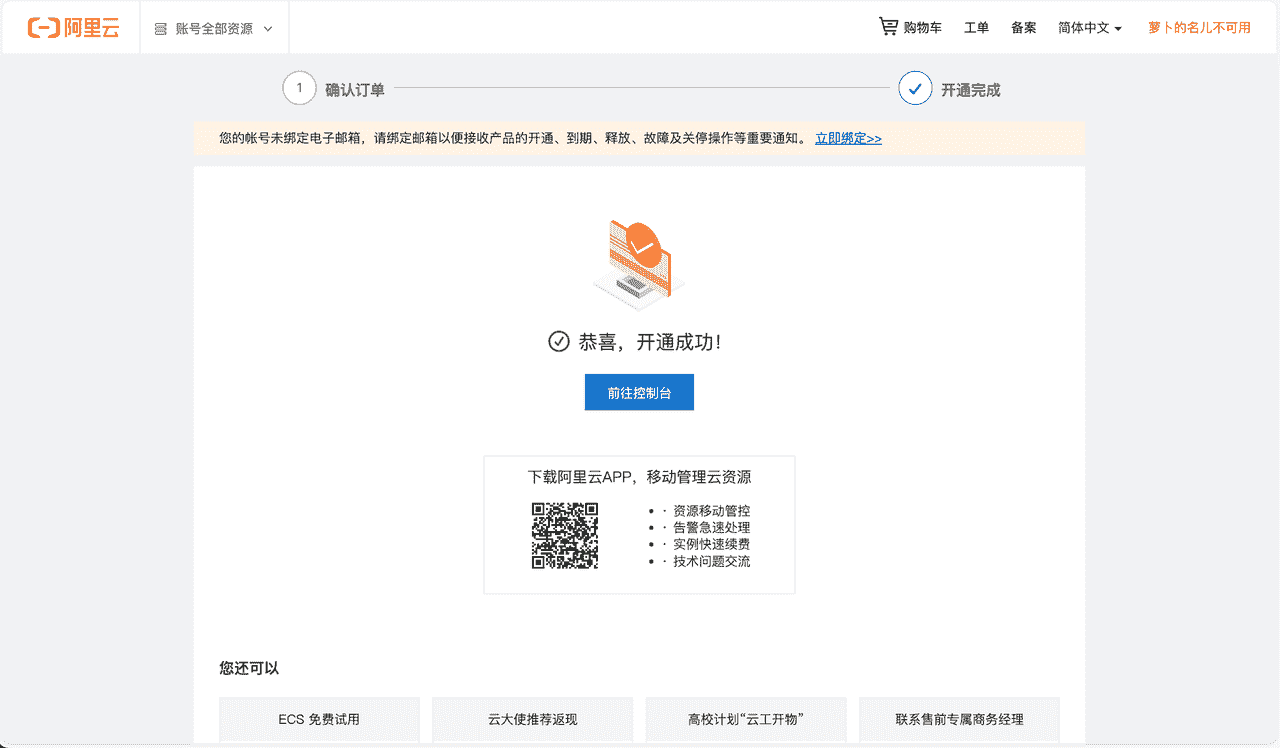 阿里云 账号全部资源 购物车 工单 备案 简体中文 萝卜的名儿不可用
1 确认订单 开通完成
您的帐号未绑定电子邮箱，请绑定邮箱以便接收产品的开通、到期、释放、故障及关停操作等重要通知。 立即绑定>>
恭喜，开通成功！
前往控制台
下载阿里云APP，移动管理云资源
• · 资源移动管控
• · 告警急速处理
• · 实例快速续费
• · 技术问题交流
您还可以
ECS 免费试用 云大使推荐返现 高校计划“云工开物” 联系售前专属商务经理